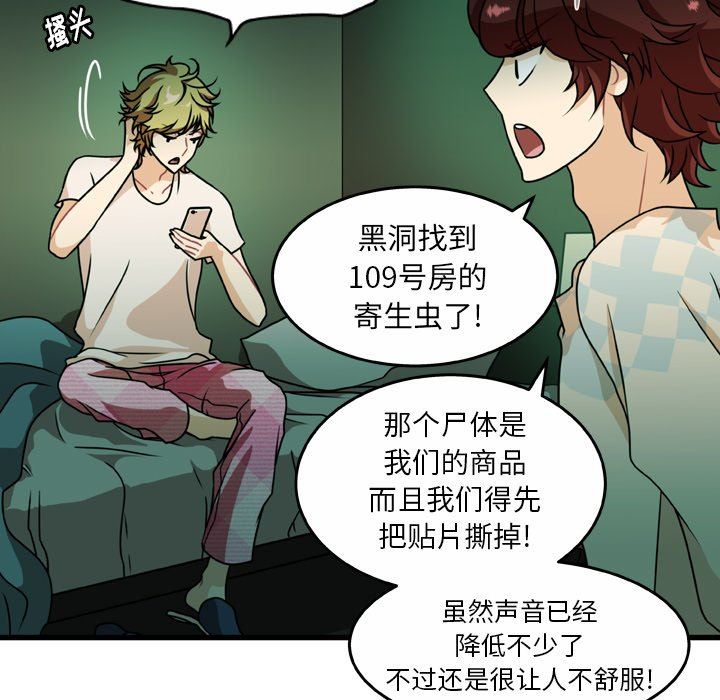 搔头
黑洞找到
109号房的
寄生虫了!
那个尸体是
我们的商品
而且我们得先
把贴片撕掉!
虽然声音已经
降低不少了
不过还是很让人不舒服!